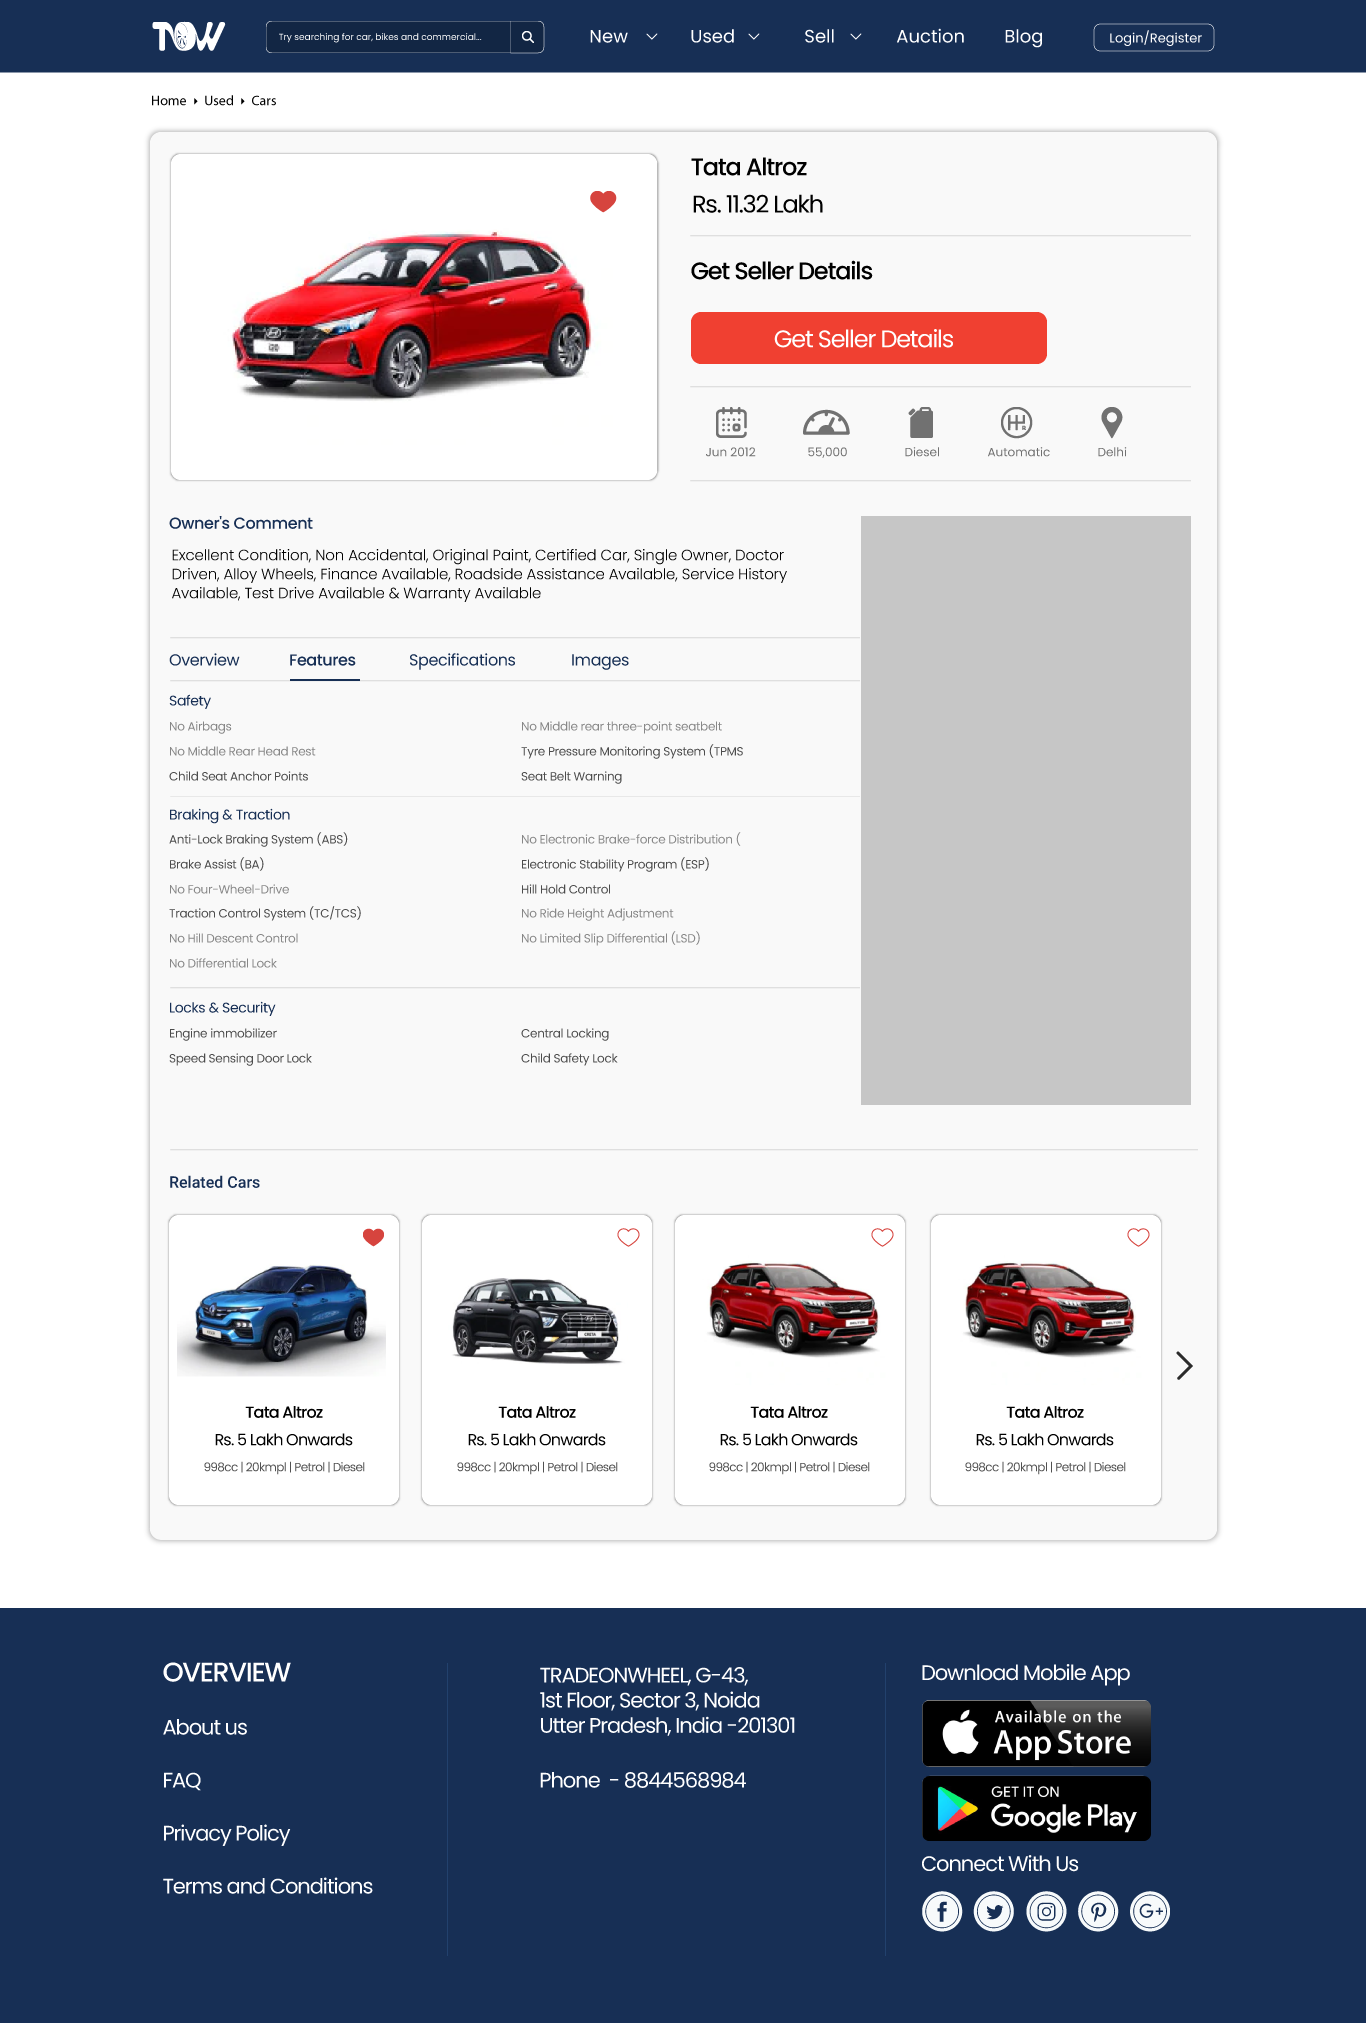 TOW
Try searching for car, bikes and commercial...
New
Used
Sell
Auction
Blog
Login/Register
Home
Used
Cars
i20
Tata Altroz
Rs. 11.32 Lakh
Get Seller Details
Get Seller Details
Jun 2012
55,000
Diesel
Automatic
Delhi
Owner's Comment
Excellent Condition, Non Accidental, Original Paint, Certified Car, Single Owner, Doctor
Driven, Alloy Wheels, Finance Available, Roadside Assistance Available, Service History
Available, Test Drive Available & Warranty Available
Overview
Features
Specifications
Images
Safety
No Airbags
No Middle rear three-point seatbelt
No Middle Rear Head Rest
Tyre Pressure Monitoring System (TPMS
Child Seat Anchor Points
Seat Belt Warning
Braking & Traction
Anti-Lock Braking System (ABS)
No Electronic Brake-force Distribution (
Brake Assist (BA)
Electronic Stability Program (ESP)
No Four-Wheel-Drive
Hill Hold Control
Traction Control System (TC/TCS)
No Ride Height Adjustment
No Hill Descent Control
No Limited Slip Differential (LSD)
No Differential Lock
Locks & Security
Engine immobilizer
Central Locking
Speed Sensing Door Lock
Child Safety Lock
Related Cars
Tata Altroz
Rs. 5 Lakh Onwards
998cc | 20kmpl | Petrol | Diesel
CRETA
Tata Altroz
Rs. 5 Lakh Onwards
998cc | 20kmpl | Petrol | Diesel
Tata Altroz
Rs. 5 Lakh Onwards
998cc | 20kmpl | Petrol | Diesel
Tata Altroz
Rs. 5 Lakh Onwards
998cc | 20kmpl | Petrol | Diesel
OVERVIEW
About us
FAQ
Privacy Policy
Terms and Conditions
TRADEONWHEEL, G-43,
1st Floor, Sector 3, Noida
Utter Pradesh, India -201301
Phone - 8844568984
Download Mobile App
Available on the
App Store
GET IT ON
Google Play
Connect With Us
G+